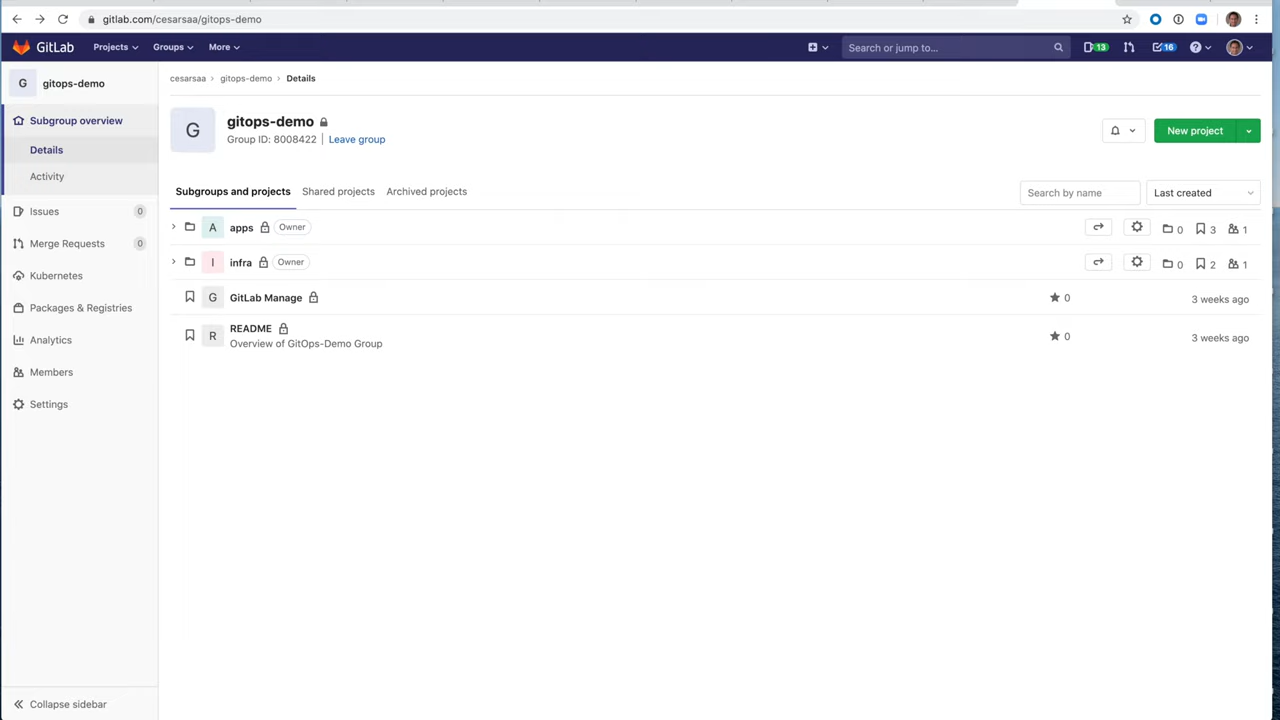 gitlab.com/cesarsaa/gitops-demo
GitLab Projects Groups More Search or jump to... 13 16
G gitops-demo
Subgroup overview
Details
Activity
Issues 0
Merge Requests 0
Kubernetes
Packages & Registries
Analytics
Members
Settings
Collapse sidebar
cesarsaa › gitops-demo › Details
G
gitops-demo
Group ID: 8008422 | Leave group
New project
Subgroups and projects Shared projects Archived projects Search by name Last created
A apps Owner 0 3 1
I infra Owner 0 2 1
G GitLab Manage 0 3 weeks ago
R README 0 3 weeks ago
Overview of GitOps-Demo Group